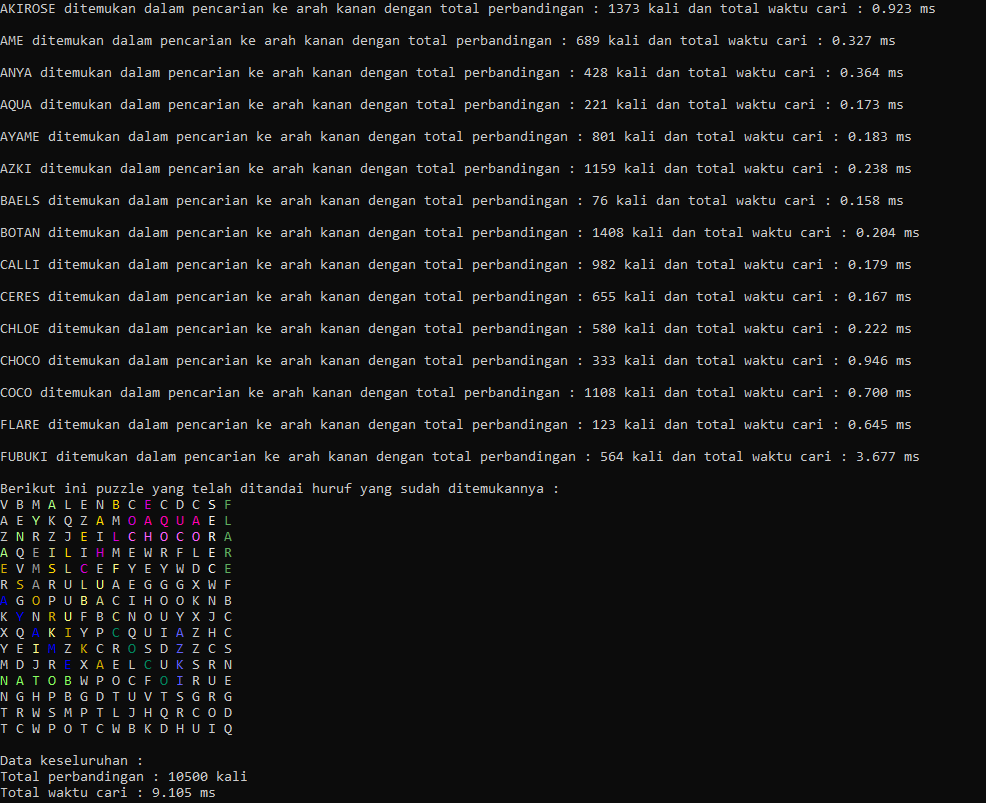 AKIROSE ditemukan dalam pencarian ke arah kanan dengan total perbandingan : 1373 kali dan total waktu cari : 0.923 ms
AME ditemukan dalam pencarian ke arah kanan dengan total perbandingan : 689 kali dan total waktu cari : 0.327 ms
ANYA ditemukan dalam pencarian ke arah kanan dengan total perbandingan : 428 kali dan total waktu cari : 0.364 ms
AQUA ditemukan dalam pencarian ke arah kanan dengan total perbandingan : 221 kali dan total waktu cari : 0.173 ms
AYAME ditemukan dalam pencarian ke arah kanan dengan total perbandingan : 801 kali dan total waktu cari : 0.183 ms
AZKI ditemukan dalam pencarian ke arah kanan dengan total perbandingan : 1159 kali dan total waktu cari : 0.238 ms
BAELS ditemukan dalam pencarian ke arah kanan dengan total perbandingan : 76 kali dan total waktu cari : 0.158 ms
BOTAN ditemukan dalam pencarian ke arah kanan dengan total perbandingan : 1408 kali dan total waktu cari : 0.204 ms
CALLI ditemukan dalam pencarian ke arah kanan dengan total perbandingan : 982 kali dan total waktu cari : 0.179 ms
CERES ditemukan dalam pencarian ke arah kanan dengan total perbandingan : 655 kali dan total waktu cari : 0.167 ms
CHLOE ditemukan dalam pencarian ke arah kanan dengan total perbandingan : 580 kali dan total waktu cari : 0.222 ms
CHOCO ditemukan dalam pencarian ke arah kanan dengan total perbandingan : 333 kali dan total waktu cari : 0.946 ms
COCO ditemukan dalam pencarian ke arah kanan dengan total perbandingan : 1108 kali dan total waktu cari : 0.700 ms
FLARE ditemukan dalam pencarian ke arah kanan dengan total perbandingan : 123 kali dan total waktu cari : 0.645 ms
FUBUKI ditemukan dalam pencarian ke arah kanan dengan total perbandingan : 564 kali dan total waktu cari : 3.677 ms
Berikut ini puzzle yang telah ditandai huruf yang sudah ditemukannya :
V B M A L E N B C E C D C S F
A E Y K Q Z A M O A Q U A E L
Z N R Z J E I L C H O C O R A
A Q E I L I H M E W R F L E R
E V M S L C E F Y E Y W D C E
R S A R U L U A E G G G X W F
A G O P U B A C I H O O K N B
K Y N R U F B C N O U Y X J C
X Q A K I Y P C Q U I A Z H C
Y E I M Z K C R O S D Z Z C S
M D J R E X A E L C U K S R N
N A T O B W P O C F O I R U E
N G H P B G D T U V T S G R G
T R W S M P T L J H Q R C O D
T C W P O T C W B K D H U I Q
Data keseluruhan :
Total perbandingan : 10500 kali
Total waktu cari : 9.105 ms